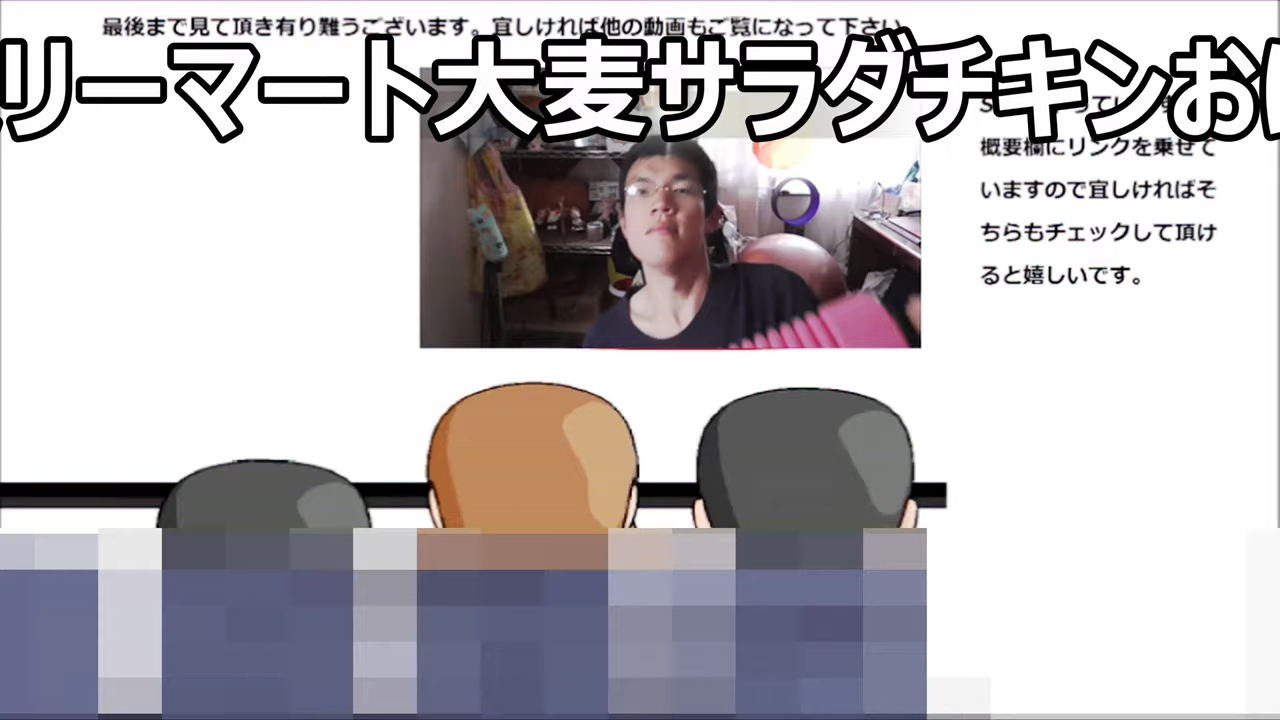 最後まで見て頂き有り難うございます。宜しければ他の動画もご覧になって下さい
リーマート大麦サラダチキンお
概要欄にリンクを乗せて
いますので宜しければそ
ちらもチェックして頂け
ると嬉しいです。